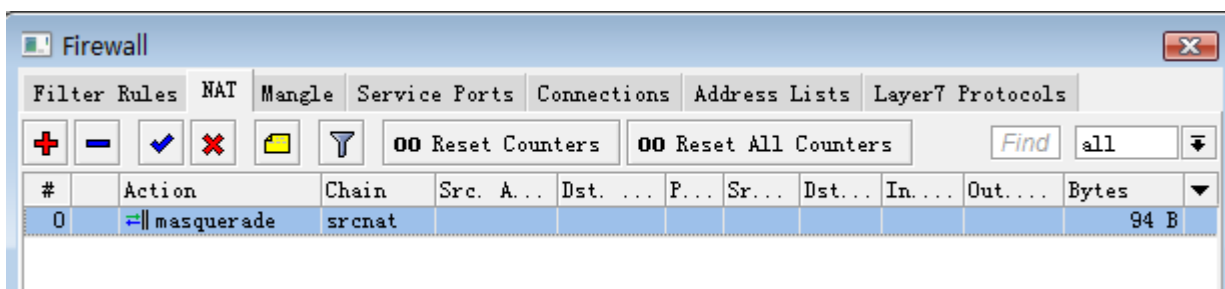 Firewall
Filter Rules NAT Mangle Service Ports Connections Address Lists Layer7 Protocols
00 Reset Counters 00 Reset All Counters Find all
# Action Chain Src. A... Dst. ... P... Sr... Dst... In.... Out.... Bytes
0 masquerade srcnat 94 B